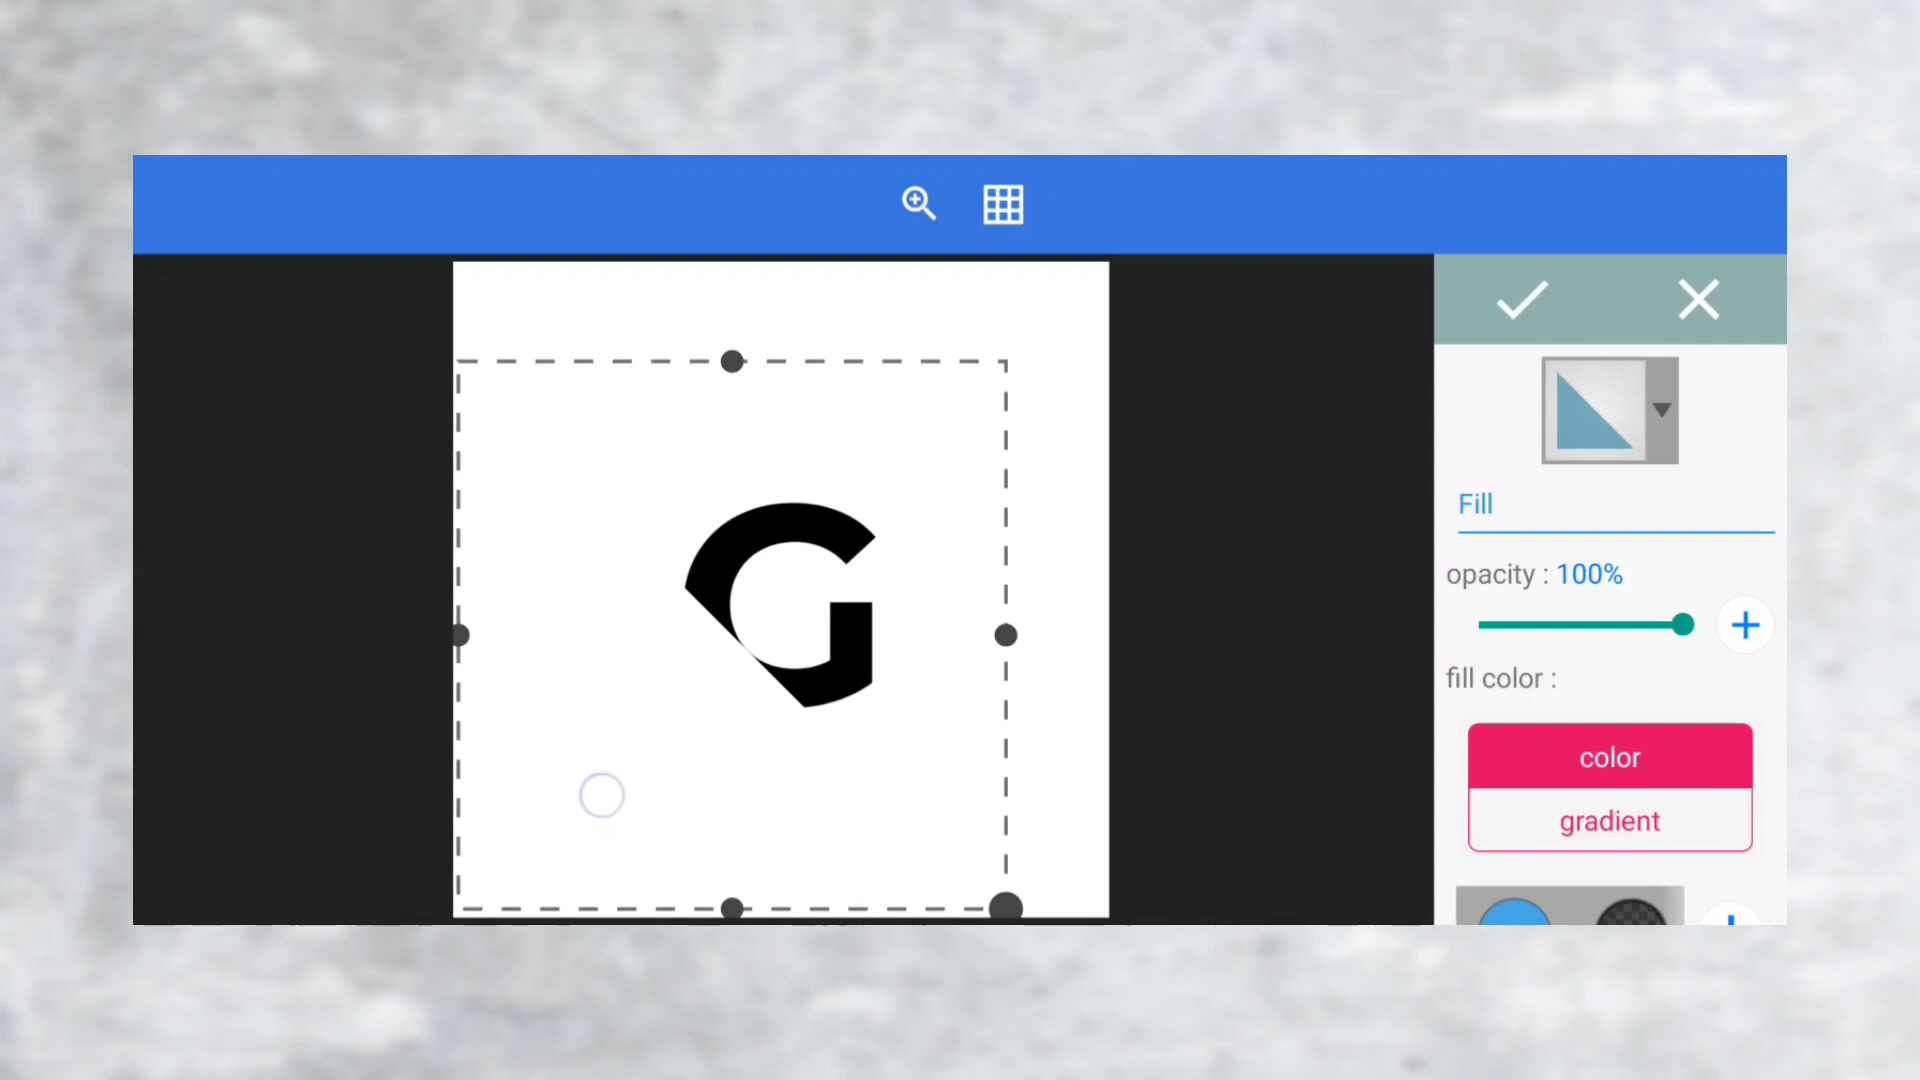 G
Fill
opacity : 100%
fill color :
color
gradient